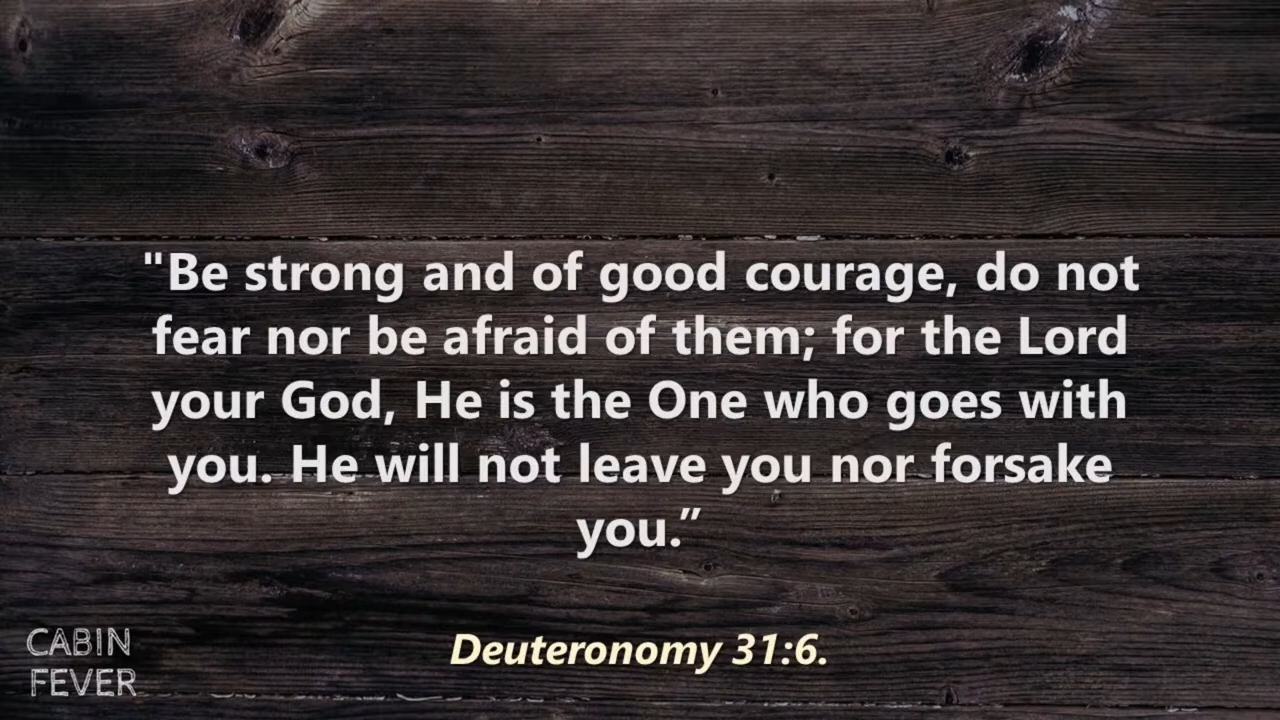 "Be strong and of good courage, do not
fear nor be afraid of them; for the Lord
your God, He is the One who goes with
you. He will not leave you nor forsake
you.”
Deuteronomy 31:6.
CABIN
FEVER